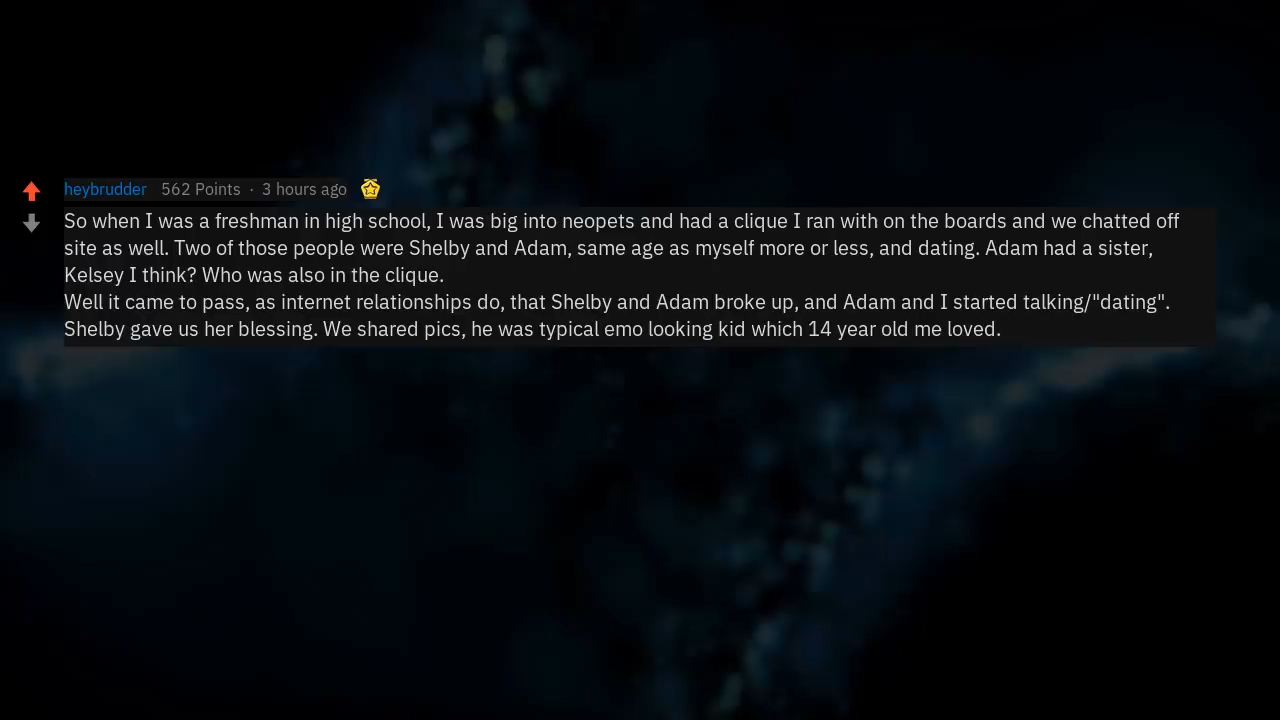 heybrudder 562 Points · 3 hours ago
So when I was a freshman in high school, I was big into neopets and had a clique I ran with on the boards and we chatted off
site as well. Two of those people were Shelby and Adam, same age as myself more or less, and dating. Adam had a sister,
Kelsey I think? Who was also in the clique.
Well it came to pass, as internet relationships do, that Shelby and Adam broke up, and Adam and I started talking/"dating".
Shelby gave us her blessing. We shared pics, he was typical emo looking kid which 14 year old me loved.